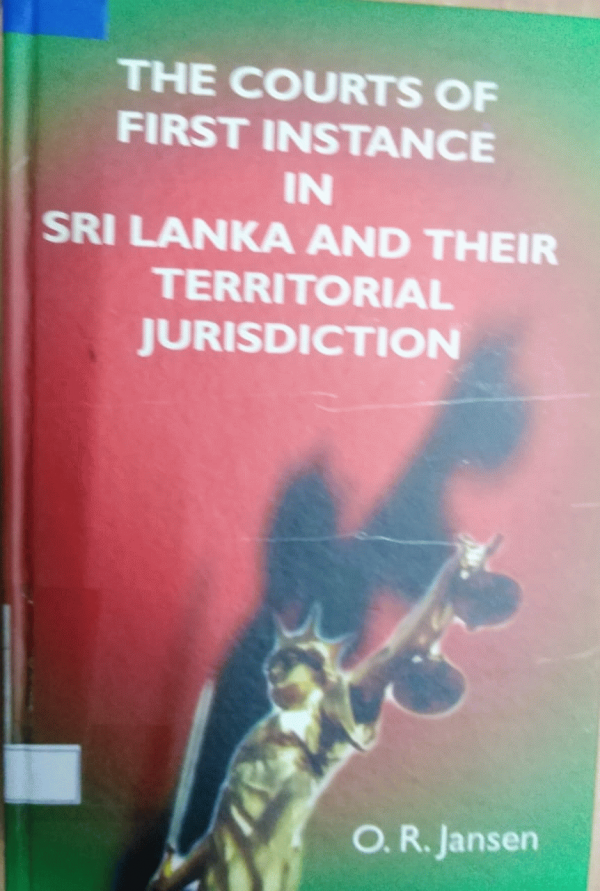 THE COURTS OF
FIRST INSTANCE
IN
SRI LANKA AND THEIR
TERRITORIAL
JURISDICTION
O. R. Jansen